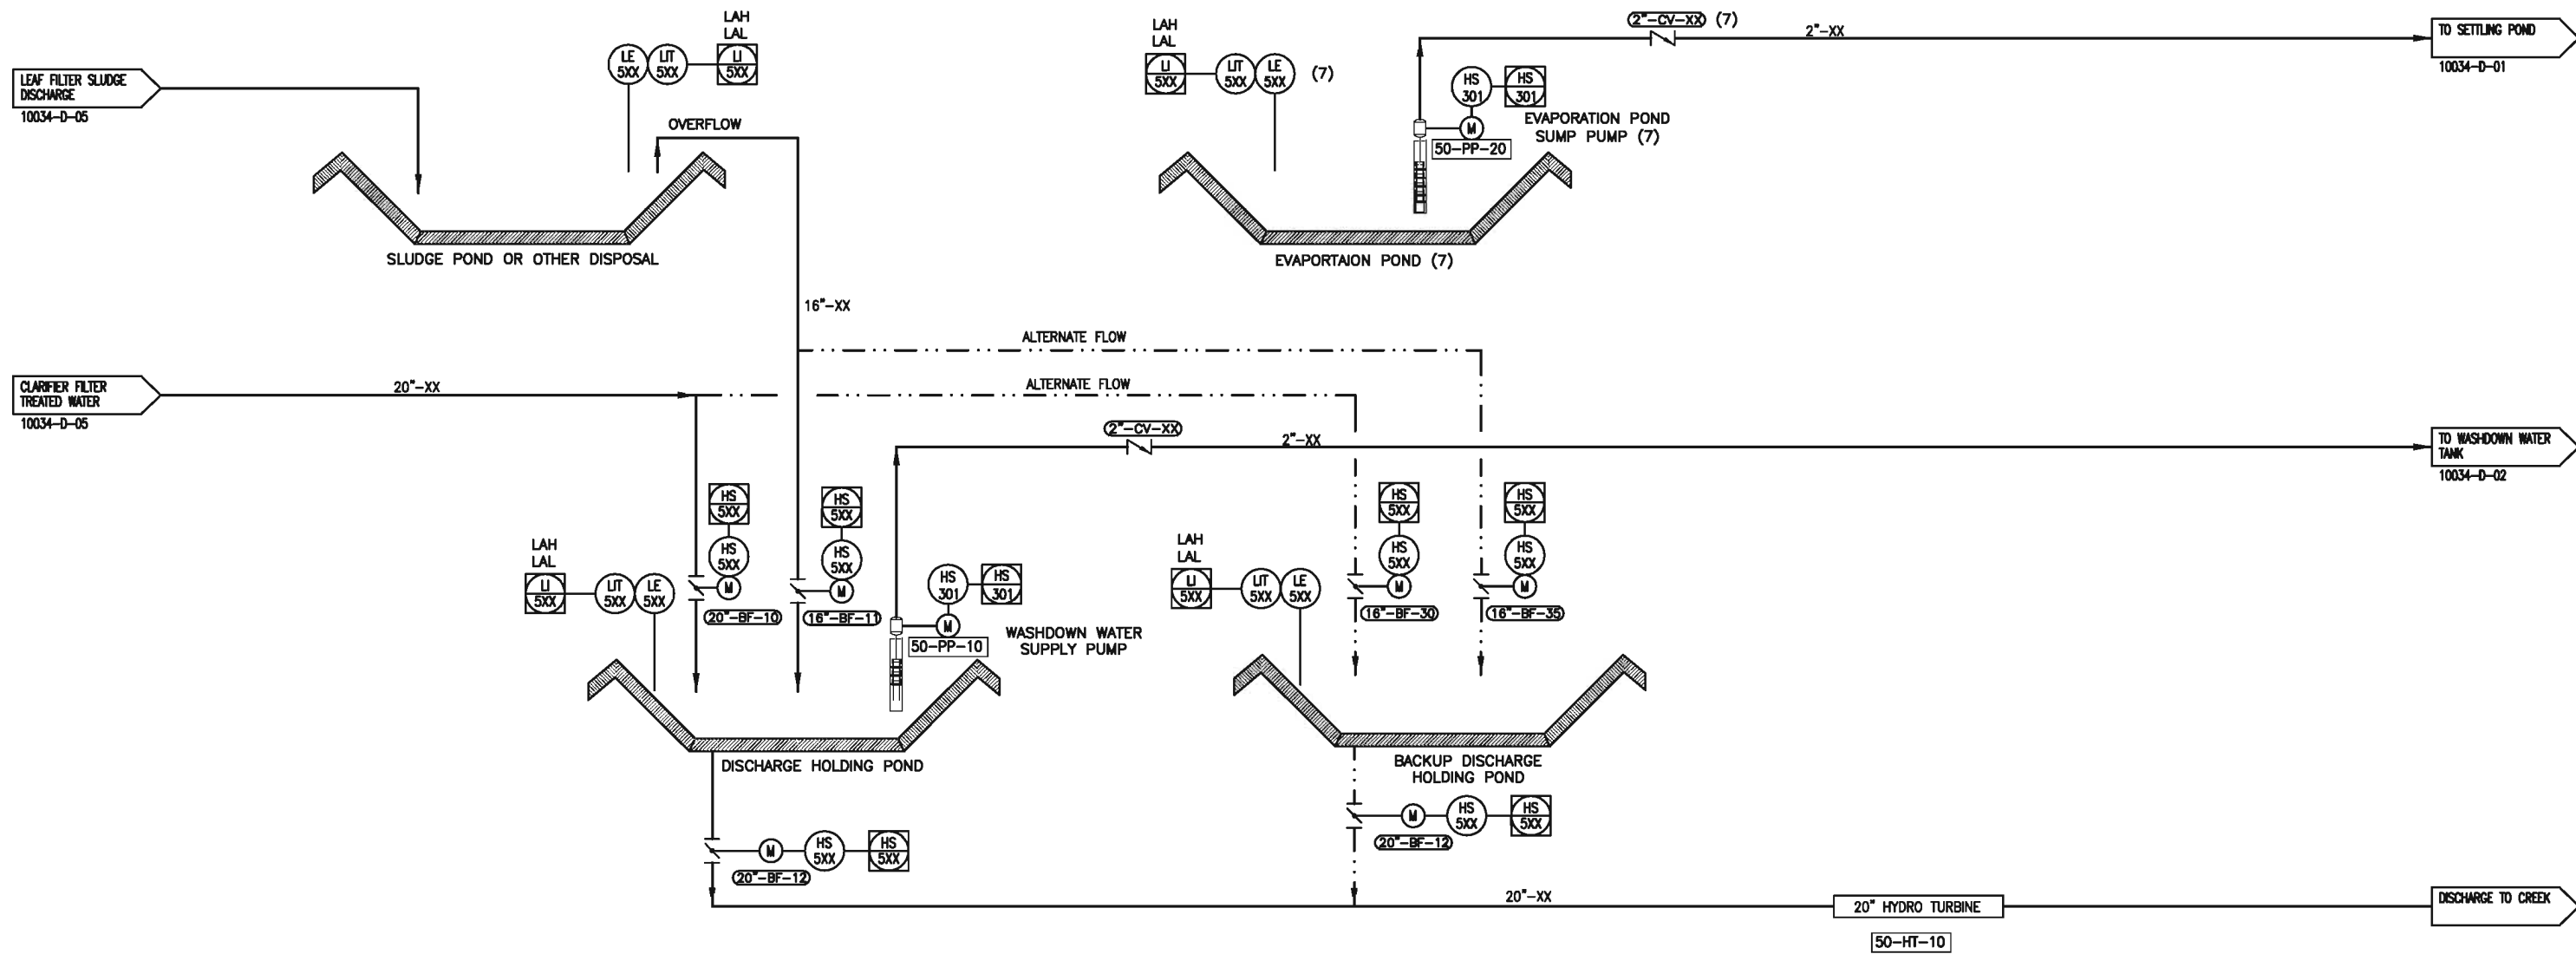 LEAF FILTER SLUDGE
DISCHARGE
10034-D-05
LE
5XX
LIT
5XX
LAH
LAL
LI
5XX
OVERFLOW
SLUDGE POND OR OTHER DISPOSAL
16"-XX
LAH
LAL
LI
5XX
LIT
5XX
LE
5XX
(7)
2"-CV-XX (7)
2"-XX
TO SETTLING POND
10034-D-01
HS
301
HS
301
M
50-PP-20
EVAPORATION POND
SUMP PUMP (7)
EVAPORTAION POND (7)
ALTERNATE FLOW
CLARIFIER FILTER
TREATED WATER
10034-D-05
20"-XX
ALTERNATE FLOW
2"-CV-XX
2"-XX
TO WASHDOWN WATER
TANK
10034-D-02
LAH
LAL
LI
5XX
LIT
5XX
LE
5XX
HS
5XX
HS
5XX
M
20"-BF-10
HS
5XX
HS
5XX
M
16"-BF-11
HS
301
HS
301
M
50-PP-10
WASHDOWN WATER
SUPPLY PUMP
DISCHARGE HOLDING POND
LAH
LAL
LI
5XX
LIT
5XX
LE
5XX
HS
5XX
HS
5XX
M
16"-BF-30
HS
5XX
HS
5XX
M
16"-BF-35
BACKUP DISCHARGE
HOLDING POND
M
HS
5XX
HS
5XX
20"-BF-12
M
HS
5XX
HS
5XX
20"-BF-12
20"-XX
20" HYDRO TURBINE
50-HT-10
DISCHARGE TO CREEK